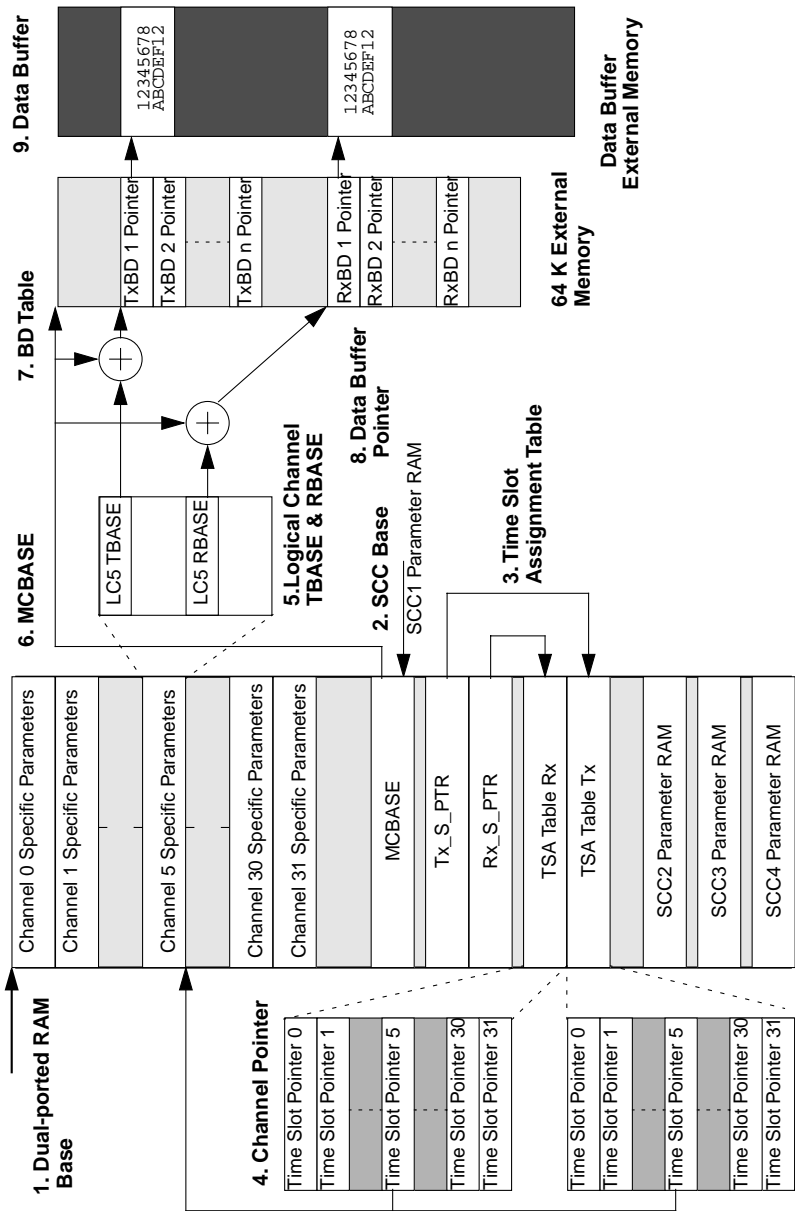 1. Dual-ported RAM
Base
Channel 0 Specific Parameters
Channel 1 Specific Parameters
Channel 5 Specific Parameters
Channel 30 Specific Parameters
Channel 31 Specific Parameters
MCBASE
Tx_S_PTR
Rx_S_PTR
TSA Table Rx
TSA Table Tx
SCC2 Parameter RAM
SCC3 Parameter RAM
SCC4 Parameter RAM
4. Channel Pointer
Time Slot Pointer 0
Time Slot Pointer 1
Time Slot Pointer 5
Time Slot Pointer 30
Time Slot Pointer 31
Time Slot Pointer 0
Time Slot Pointer 1
Time Slot Pointer 5
Time Slot Pointer 30
Time Slot Pointer 31
6. MCBASE
LC5 TBASE
LC5 RBASE
5.Logical Channel
TBASE & RBASE
2. SCC Base
SCC1 Parameter RAM
3. Time Slot
Assignment Table
7. BD Table
+
+
8. Data Buffer
Pointer
TxBD 1 Pointer
TxBD 2 Pointer
TxBD n Pointer
RxBD 1 Pointer
RxBD 2 Pointer
RxBD n Pointer
64 K External
Memory
9. Data Buffer
12345678
ABCDEF12
12345678
ABCDEF12
Data Buffer
External Memory